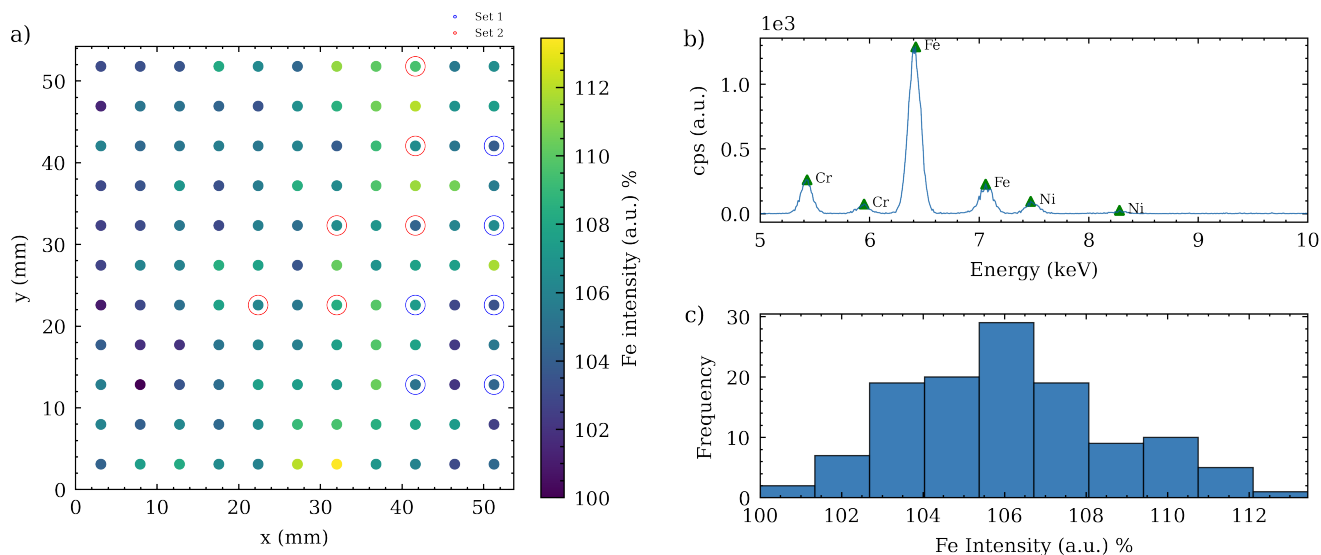 a)
Set 1
Set 2
50
40
30
20
10
0
y (mm)
0
10
20
30
40
50
x (mm)
112
110
108
106
104
102
100
Fe intensity (a.u.) %
b)
1e3
1.0
0.5
0.0
cps (a.u.)
Cr
Cr
Fe
Fe
Ni
Ni
5
6
7
8
9
10
Energy (keV)
c)
30
20
10
0
Frequency
100
102
104
106
108
110
112
Fe Intensity (a.u.) %